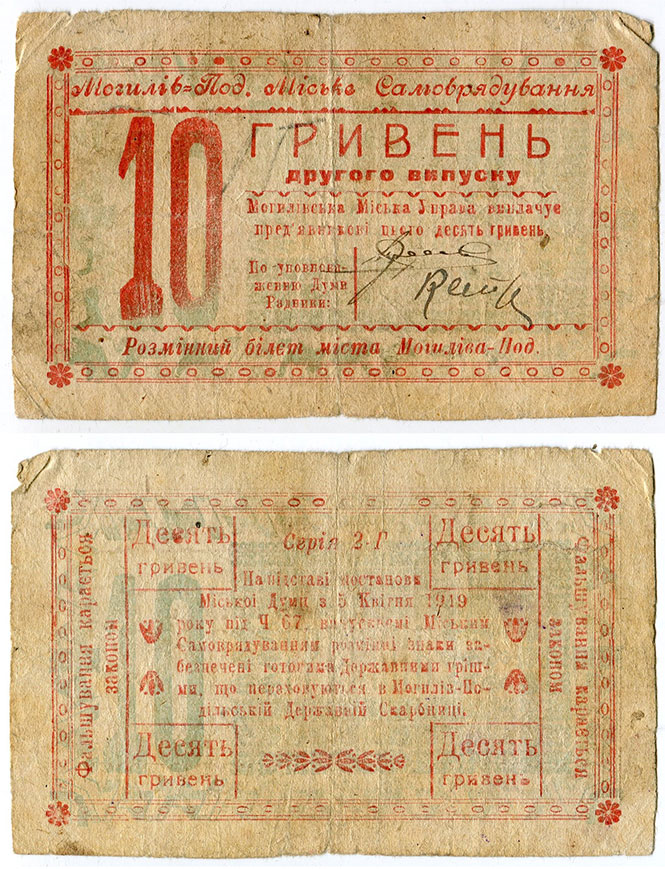 Могилів=Под. Міське Самоврядування
10
ГРИВЕНЬ
другого випуску
Могилівська Міська Управа виплачує
пред'явникові цього десять гривень.
По уповнова-
женню Думи
Радники:
Розмінний білет міста Могиліва-Под.
Фальшування карається
законом
Десять
гривень
Серія 2-Г
Десять
гривень
На підставі постанови
Міської Думи з 5 Квітня 1919
року під Ч 67, випускові Міським
Самоврядуванням розмінні знаки за-
безпечені готогими Державними гріш-
ми, що переховуються в Могилів-По-
дільській Державній Скарбниці.
Десять
гривень
Десять
гривень
Фальшування карається
законом